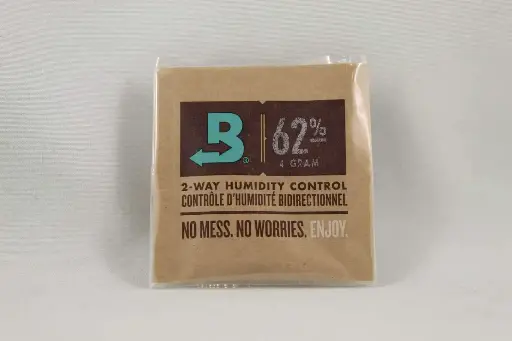 B® 62%
4 GRAM
2-WAY HUMIDITY CONTROL
CONTRÔLE D'HUMIDITÉ BIDIRECTIONNEL
NO MESS. NO WORRIES. ENJOY.